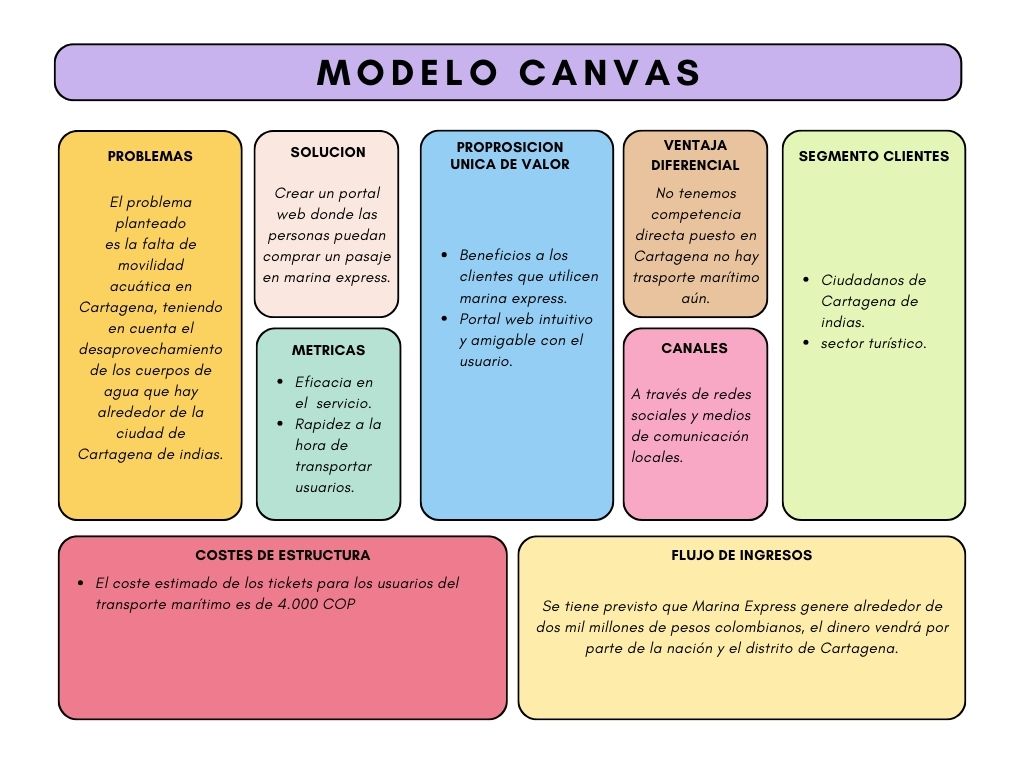 MODELO CANVAS
PROBLEMAS
El problema
planteado
es la falta de
movilidad
acuática en
Cartagena, teniendo
en cuenta el
desaprovechamiento
de los cuerpos de
agua que hay
alrededor de la
ciudad de
Cartagena de indias.
SOLUCION
Crear un portal
web donde las
personas puedan
comprar un pasaje
en marina express.
METRICAS
• Eficacia en
el servicio.
• Rapidez a la
hora de
transportar
usuarios.
PROPROSICION
UNICA DE VALOR
• Beneficios a los
clientes que utilicen
marina express.
• Portal web intuitivo
y amigable con el
usuario.
VENTAJA
DIFERENCIAL
No tenemos
competencia
directa puesto en
Cartagena no hay
trasporte marítimo
aún.
CANALES
A través de redes
sociales y medios
de comunicación
locales.
SEGMENTO CLIENTES
• Ciudadanos de
Cartagena de
indias.
• sector turístico.
COSTES DE ESTRUCTURA
• El coste estimado de los tickets para los usuarios del
transporte marítimo es de 4.000 COP
FLUJO DE INGRESOS
Se tiene previsto que Marina Express genere alrededor de
dos mil millones de pesos colombianos, el dinero vendrá por
parte de la nación y el distrito de Cartagena.